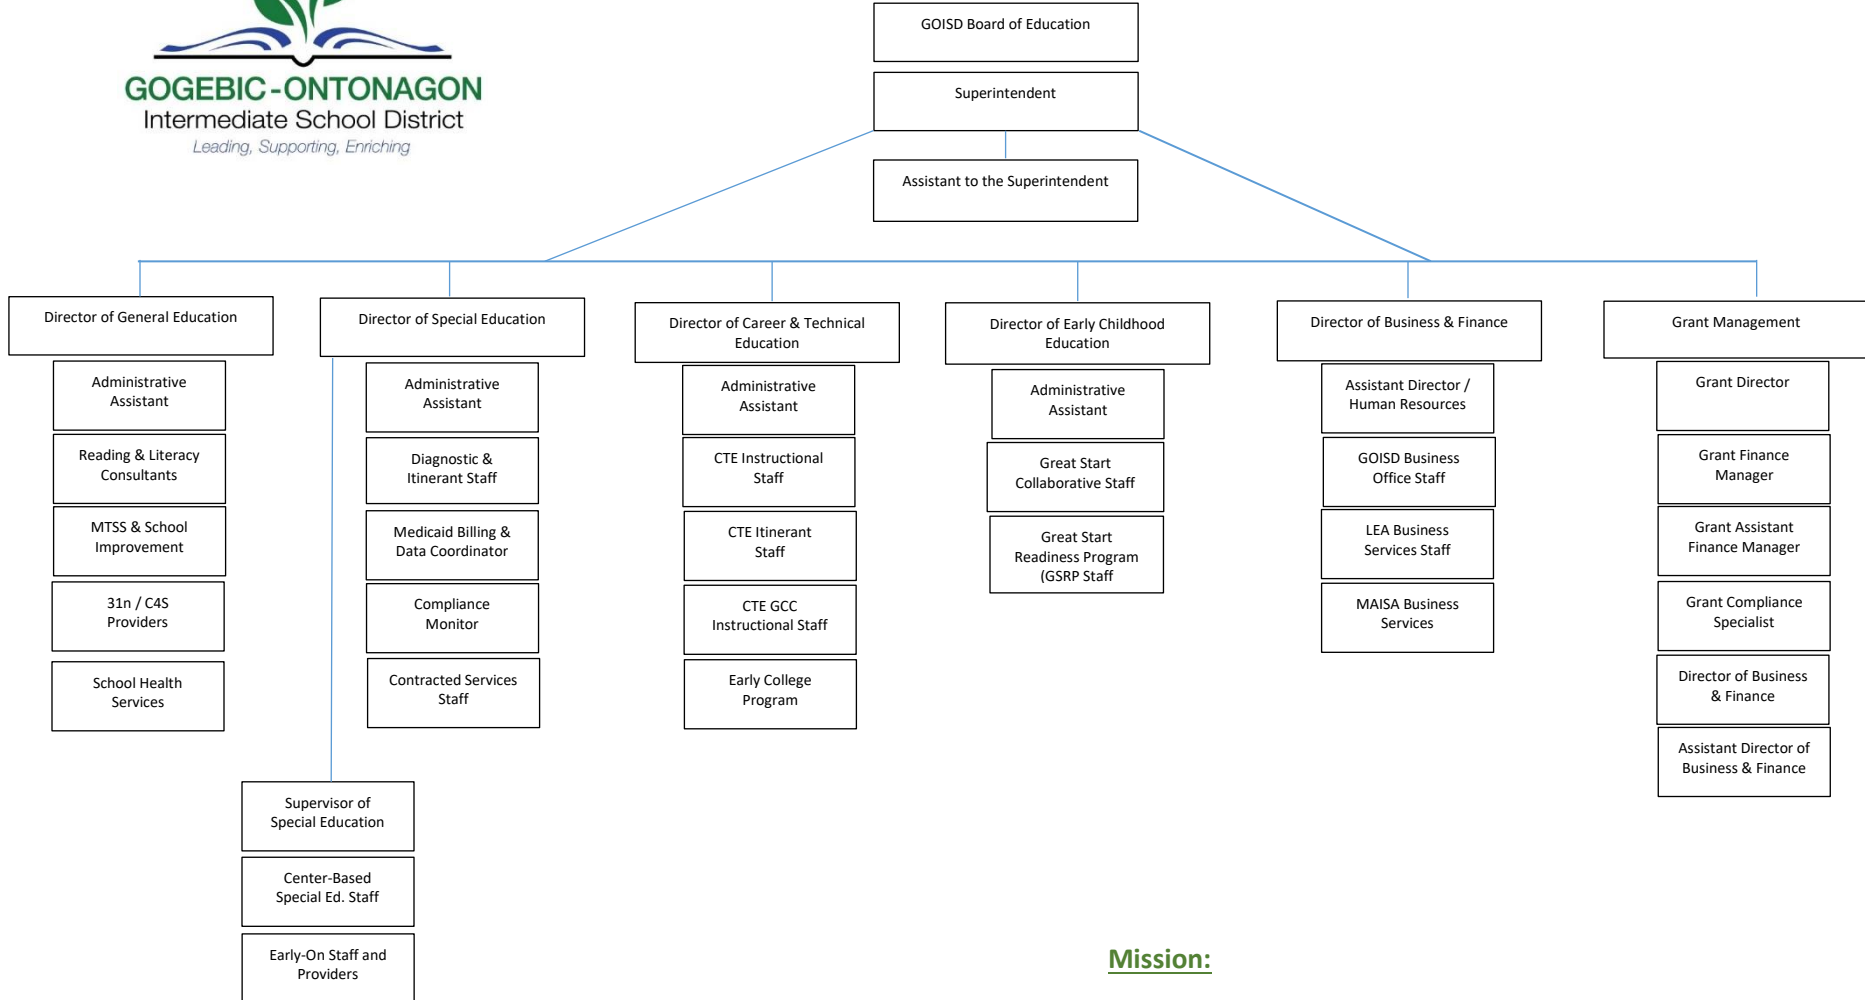 GOGEBIC-ONTONAGON
Intermediate School District
Leading, Supporting, Enriching
GOISD Board of Education
Superintendent
Assistant to the Superintendent
Director of General Education
Administrative
Assistant
Reading & Literacy
Consultants
MTSS & School
Improvement
31n / C4S
Providers
School Health
Services
Director of Special Education
Administrative
Assistant
Diagnostic &
Itinerant Staff
Medicaid Billing &
Data Coordinator
Compliance
Monitor
Contracted Services
Staff
Supervisor of
Special Education
Center-Based
Special Ed. Staff
Early-On Staff and
Providers
Director of Career & Technical
Education
Administrative
Assistant
CTE Instructional
Staff
CTE Itinerant
Staff
CTE GCC
Instructional Staff
Early College
Program
Director of Early Childhood
Education
Administrative
Assistant
Great Start
Collaborative Staff
Great Start
Readiness Program
(GSRP Staff
Director of Business & Finance
Assistant Director /
Human Resources
GOISD Business
Office Staff
LEA Business
Services Staff
MAISA Business
Services
Grant Management
Grant Director
Grant Finance
Manager
Grant Assistant
Finance Manager
Grant Compliance
Specialist
Director of Business
& Finance
Assistant Director of
Business & Finance
Mission: